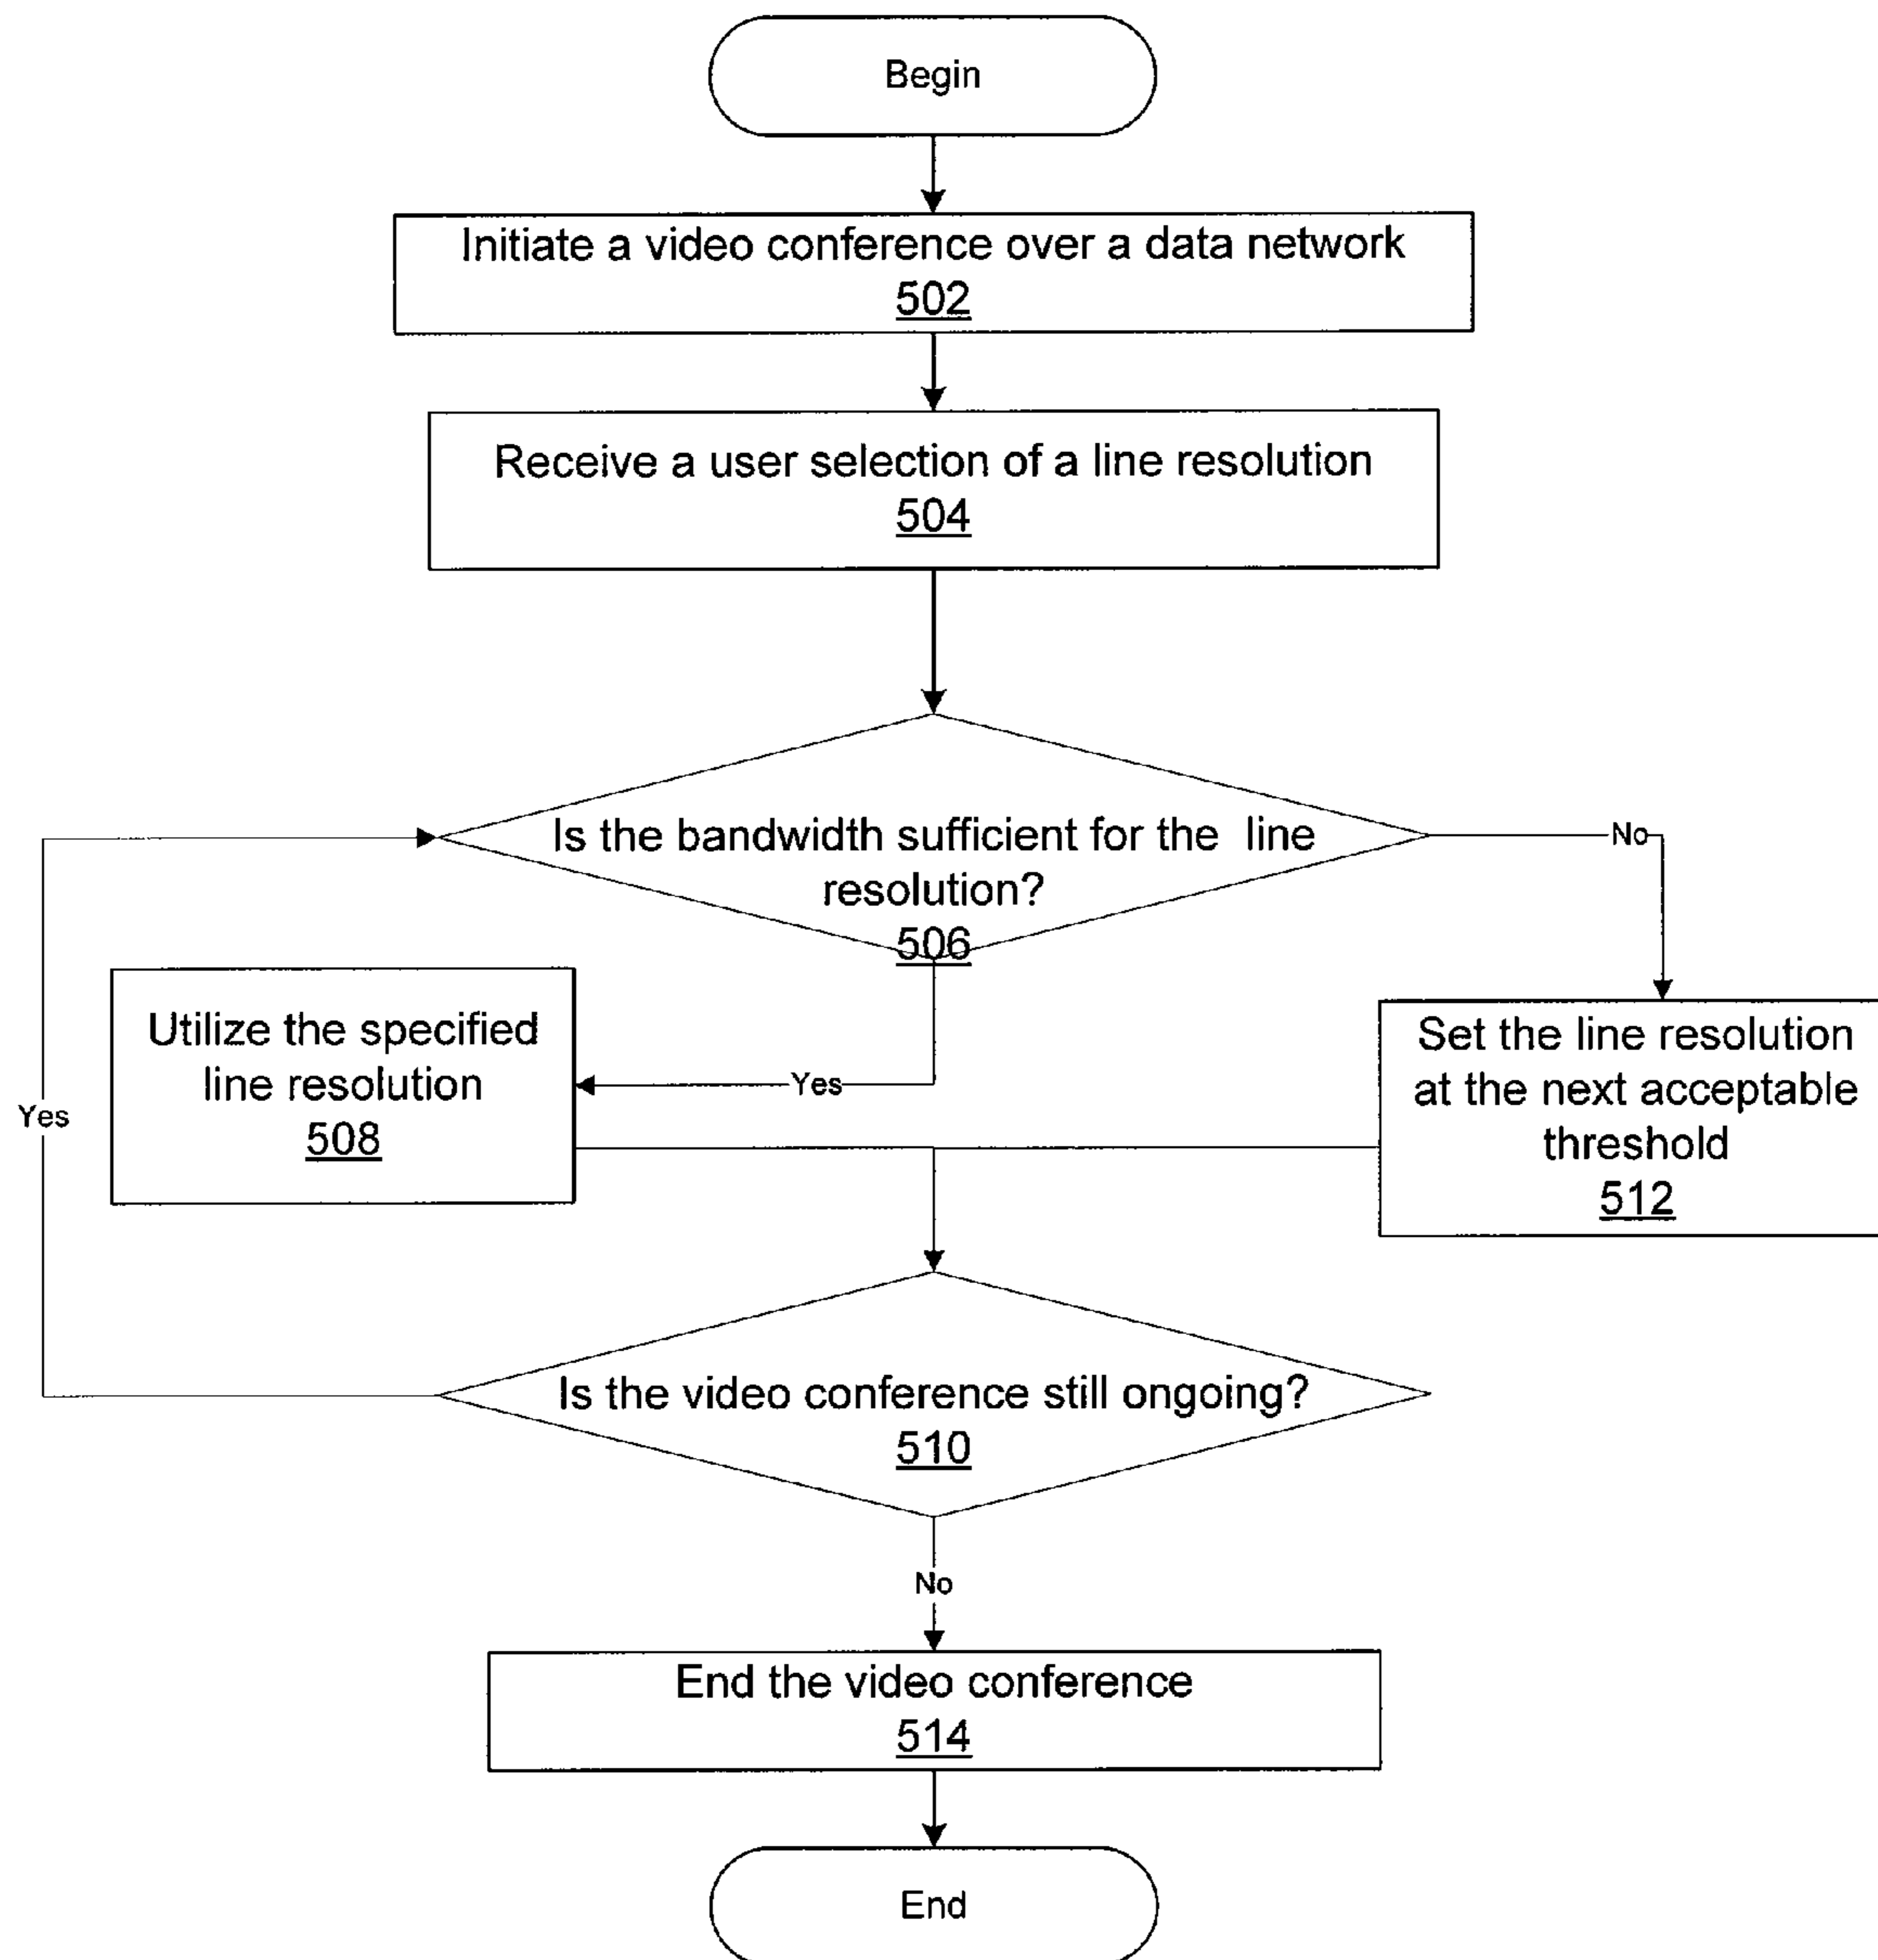 Begin
Initiate a video conference over a data network
502
Receive a user selection of a line resolution
504
Is the bandwidth sufficient for the line
resolution?
506
No
Utilize the specified
line resolution
508
Yes
Set the line resolution
at the next acceptable
threshold
512
Yes
Is the video conference still ongoing?
510
No
End the video conference
514
End